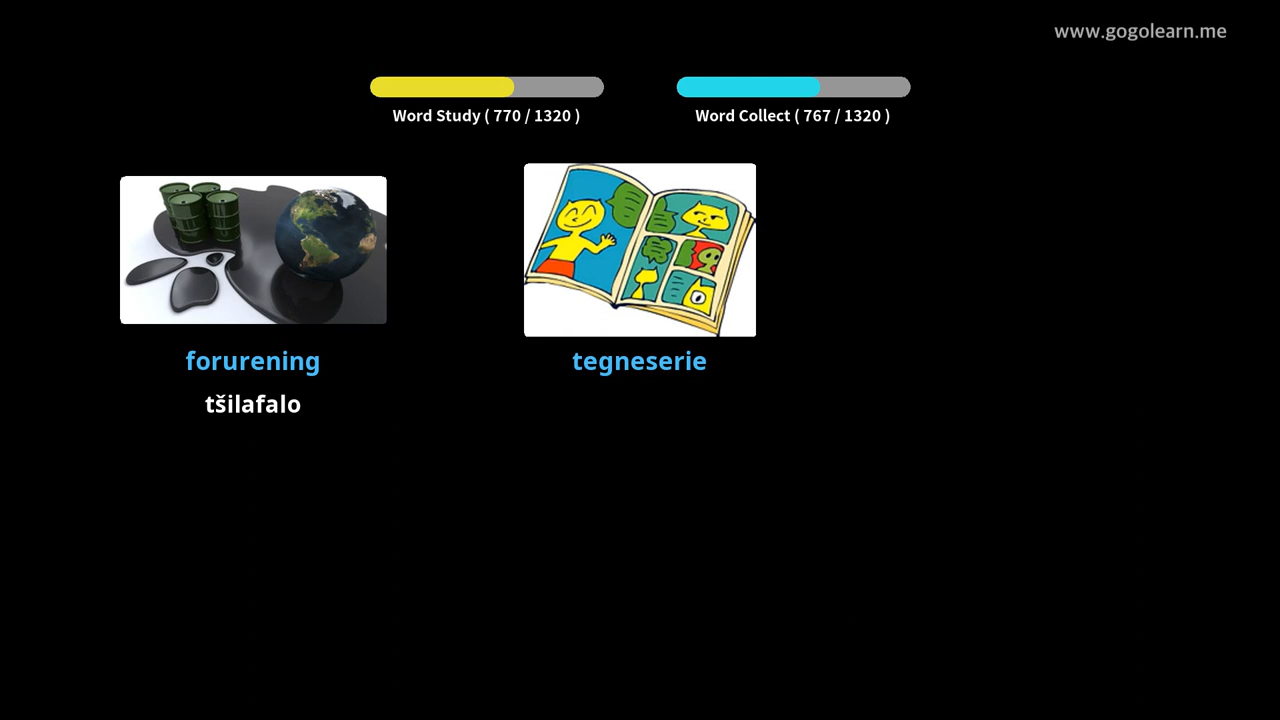 www.gogolearn.me
Word Study ( 770 / 1320 )
Word Collect ( 767 / 1320 )
forurening
tegneserie
tšilafalo